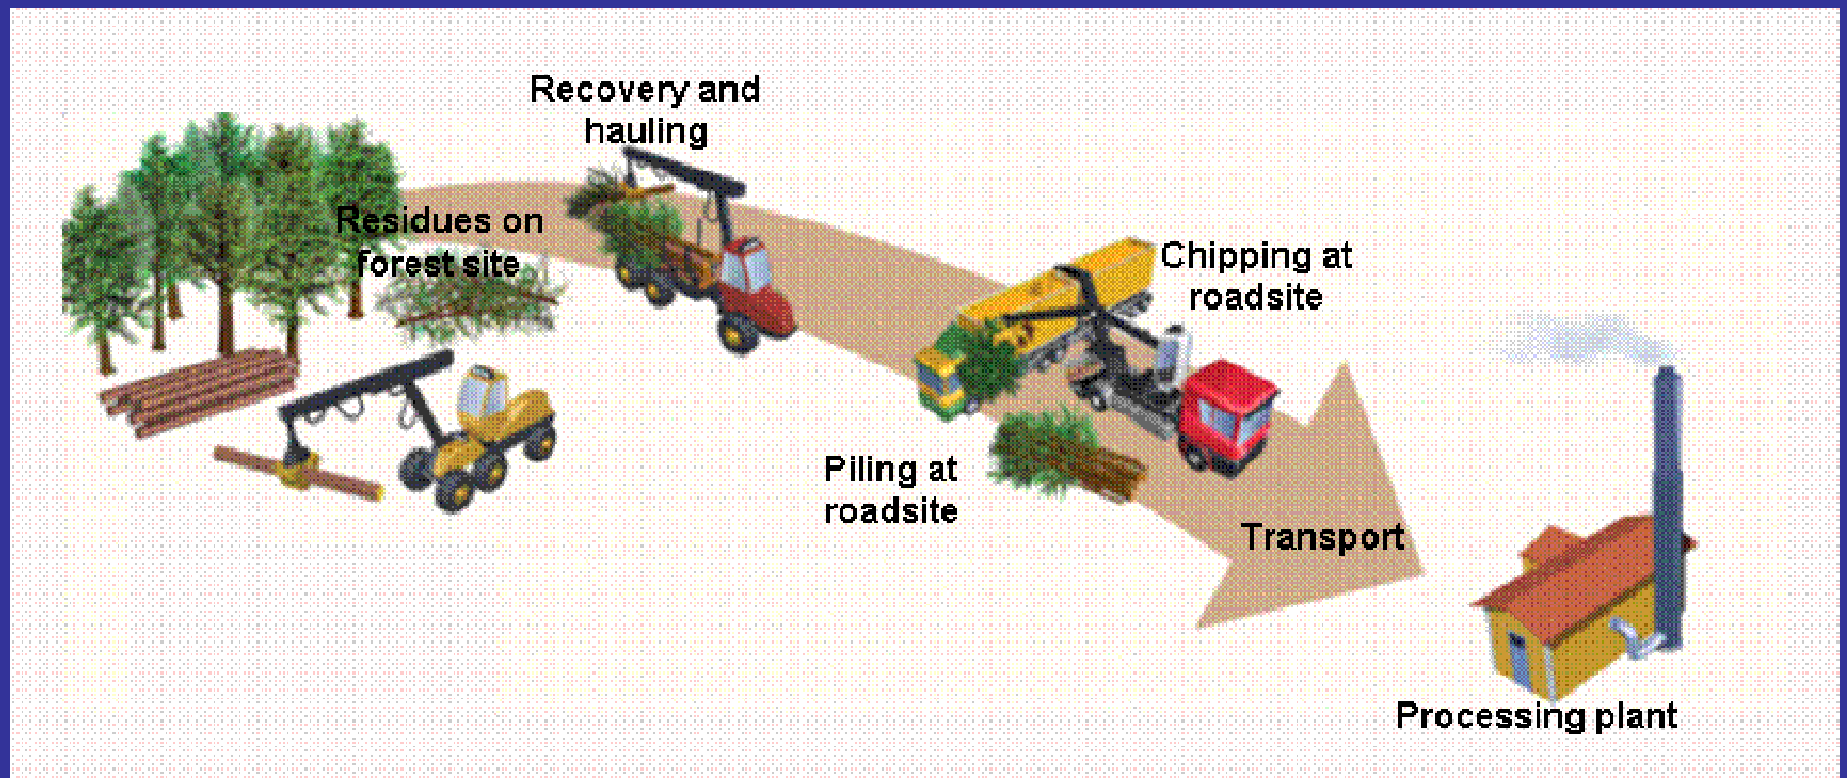 Recovery and
hauling
Residues on
forest site
Chipping at
roadsite
Piling at
roadsite
Transport
Processing plant